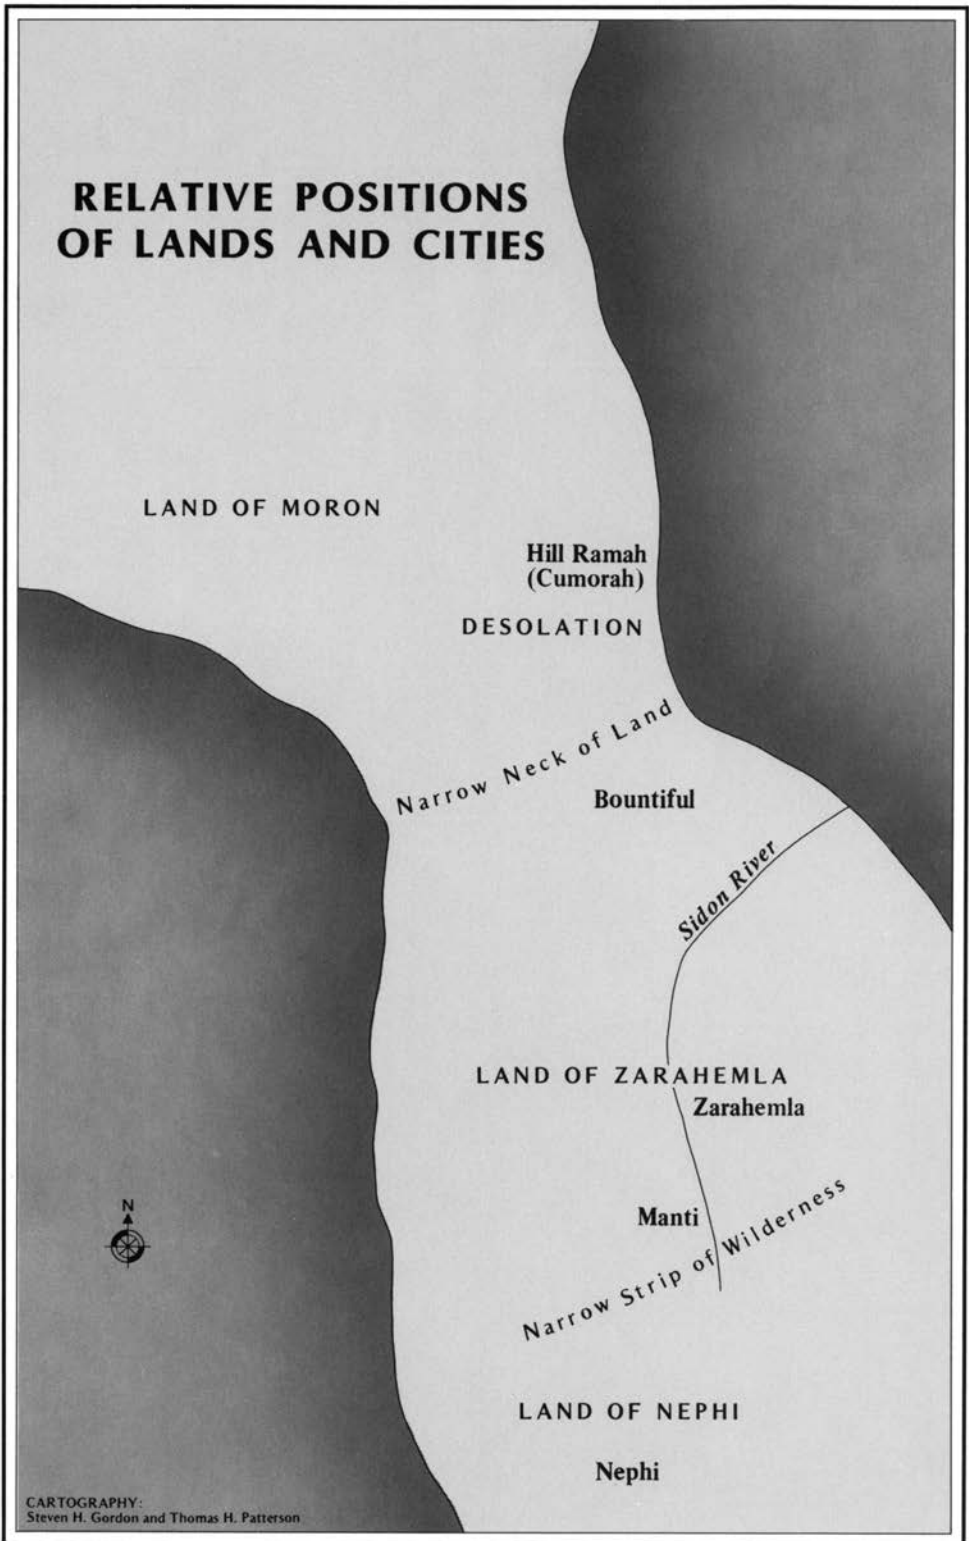 RELATIVE POSITIONS
OF LANDS AND CITIES
LAND OF MORON
Hill Ramah
(Cumorah)
DESOLATION
Narrow Neck of Land
Bountiful
Sidon River
LAND OF ZARAHEMLA
Zarahemla
N
Manti
Narrow Strip of Wilderness
LAND OF NEPHI
Nephi
CARTOGRAPHY:
Steven H. Gordon and Thomas H. Patterson